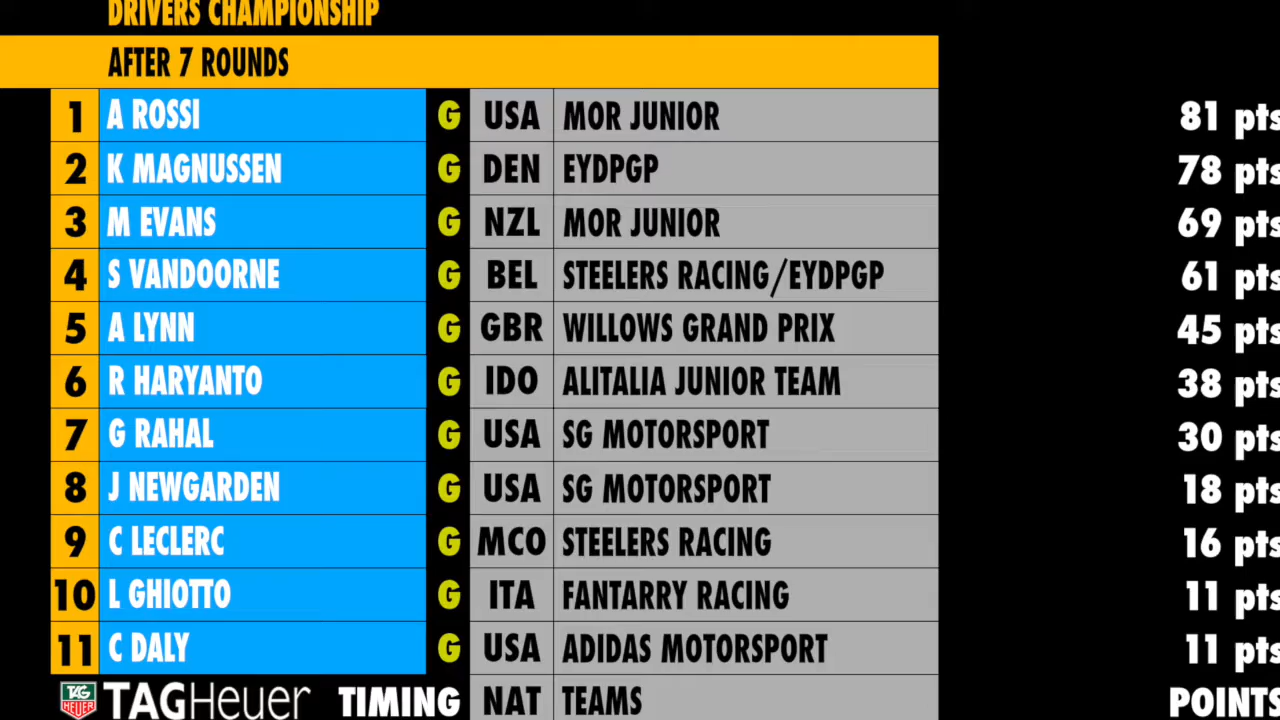 DRIVERS CHAMPIONSHIP
AFTER 7 ROUNDS
1 A ROSSI G USA MOR JUNIOR 81 pts
2 K MAGNUSSEN G DEN EYDPGP 78 pts
3 M EVANS G NZL MOR JUNIOR 69 pts
4 S VANDOORNE G BEL STEELERS RACING/EYDPGP 61 pts
5 A LYNN G GBR WILLOWS GRAND PRIX 45 pts
6 R HARYANTO G IDO ALITALIA JUNIOR TEAM 38 pts
7 G RAHAL G USA SG MOTORSPORT 30 pts
8 J NEWGARDEN G USA SG MOTORSPORT 18 pts
9 C LECLERC G MCO STEELERS RACING 16 pts
10 L GHIOTTO G ITA FANTARRY RACING 11 pts
11 C DALY G USA ADIDAS MOTORSPORT 11 pts
TAG HEUER TAGHeuer TIMING NAT TEAMS POINTS